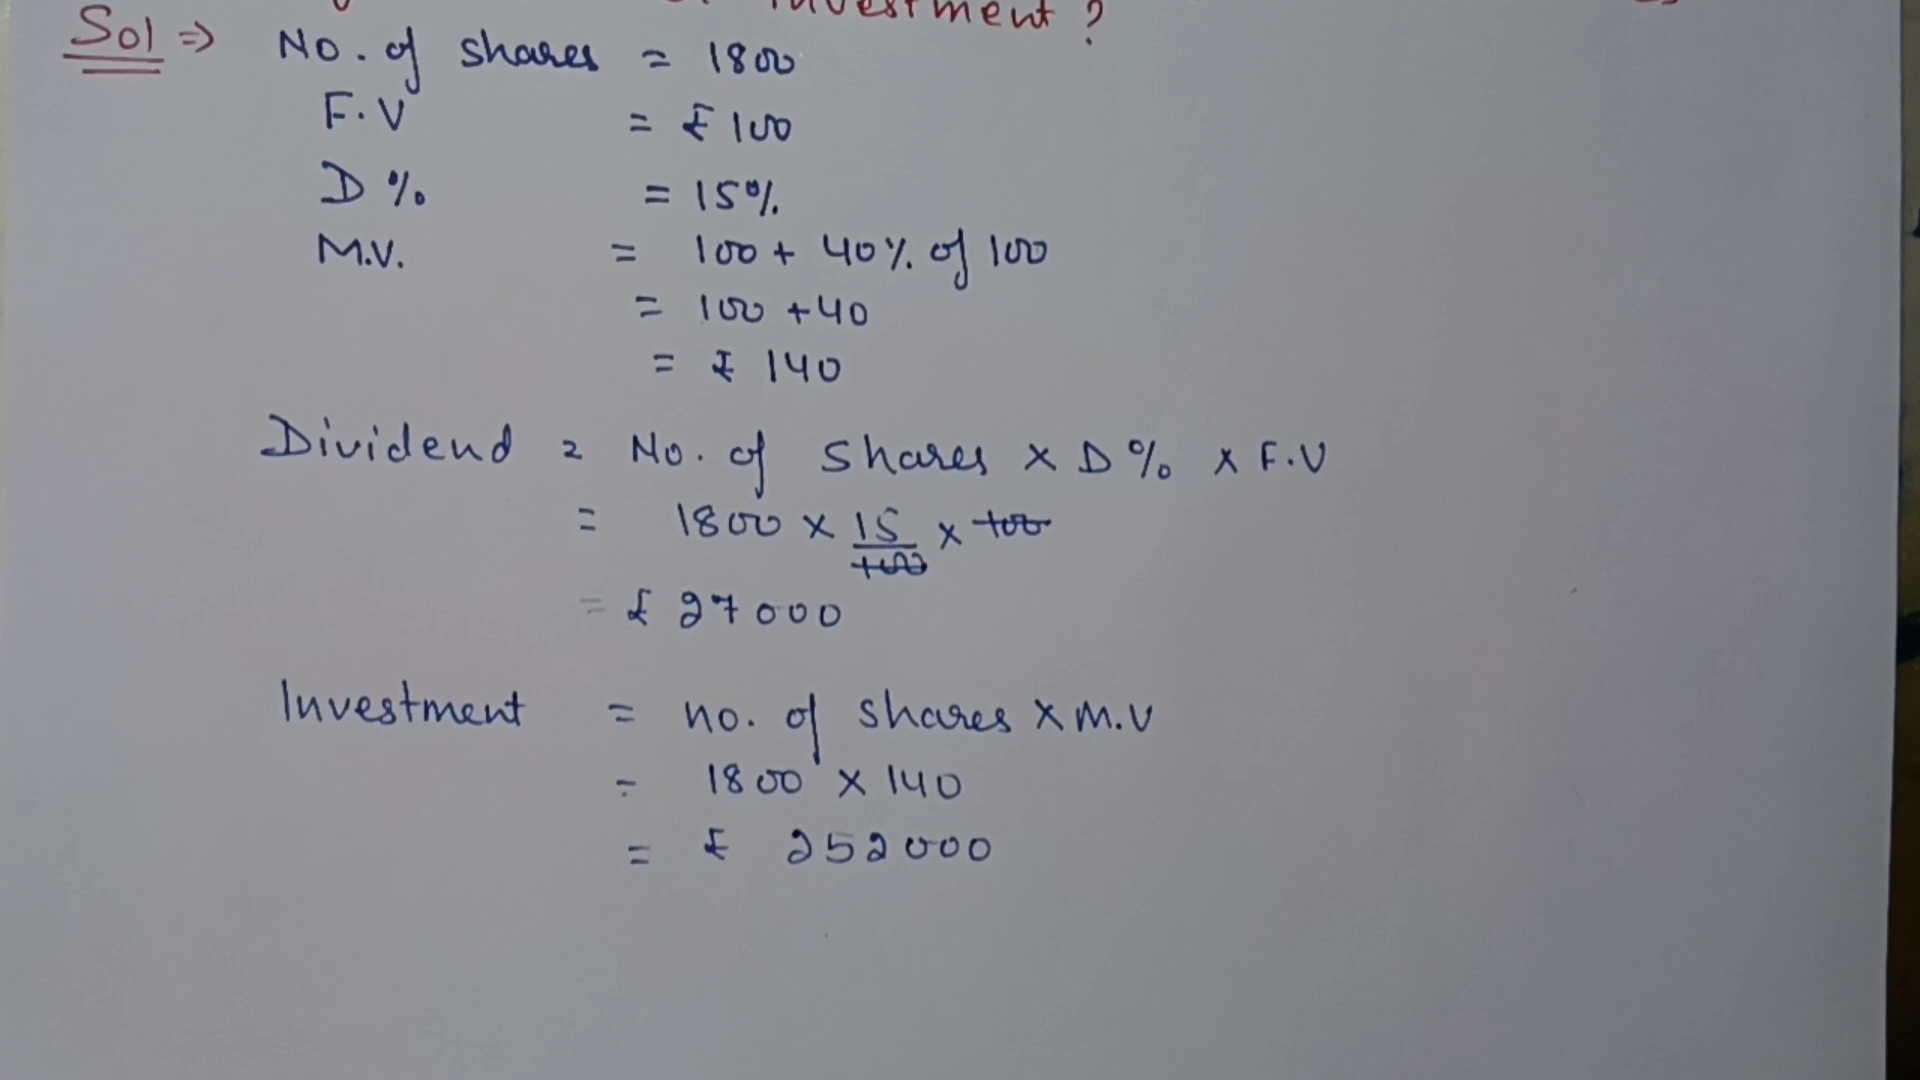 investment ?
Sol ⇒ No. of shares = 1800
F.V = ₹ 100
D % = 15%
M.V. = 100 + 40% of 100
= 100 + 40
= ₹ 140
Dividend = No. of shares × D % × F.V
= 1800 × 15/100 × 100
= ₹ 27000
Investment = no. of shares × M.V
= 1800 × 140
= ₹ 252000